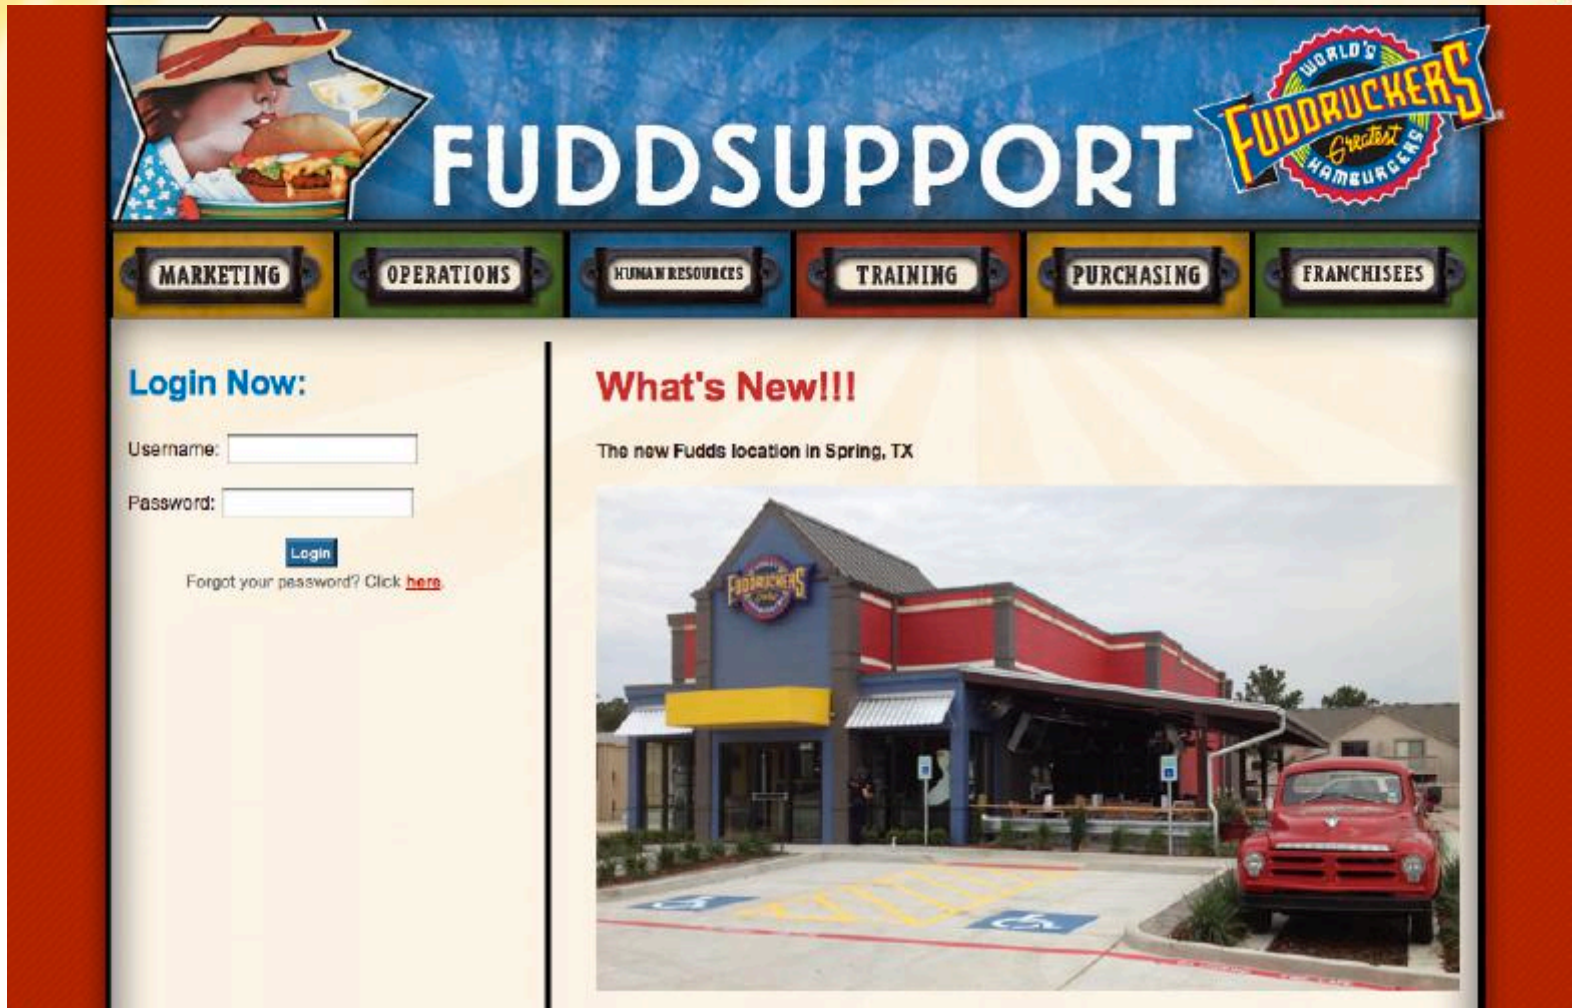 FUDDSUPPORT
WORLD'S
FUDDRUCKERS
Greatest
HAMBURGERS
MARKETING
OPERATIONS
HUMAN RESOURCES
TRAINING
PURCHASING
FRANCHISEES
Login Now:
Username:
Password:
Login
Forgot your password? Click here.
What's New!!!
The new Fudds location in Spring, TX
FUDDRUCKERS